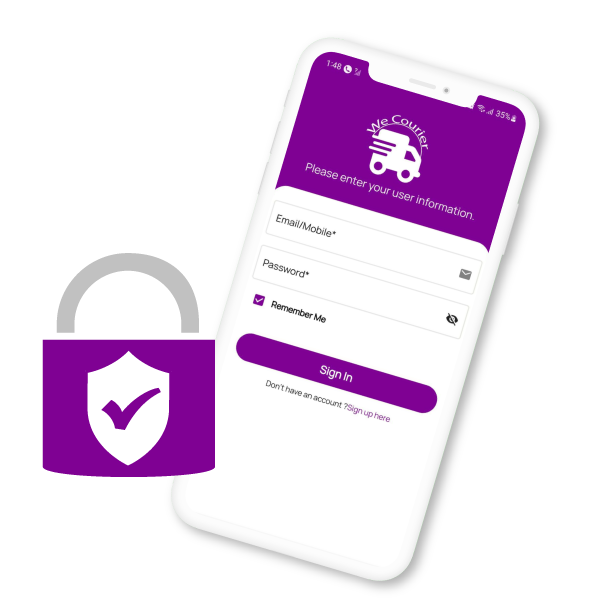 1:48
35%
We Courier
Please enter your user information.
Email/Mobile*
Password*
Remember Me
Sign In
Don't have an account ?Sign up here